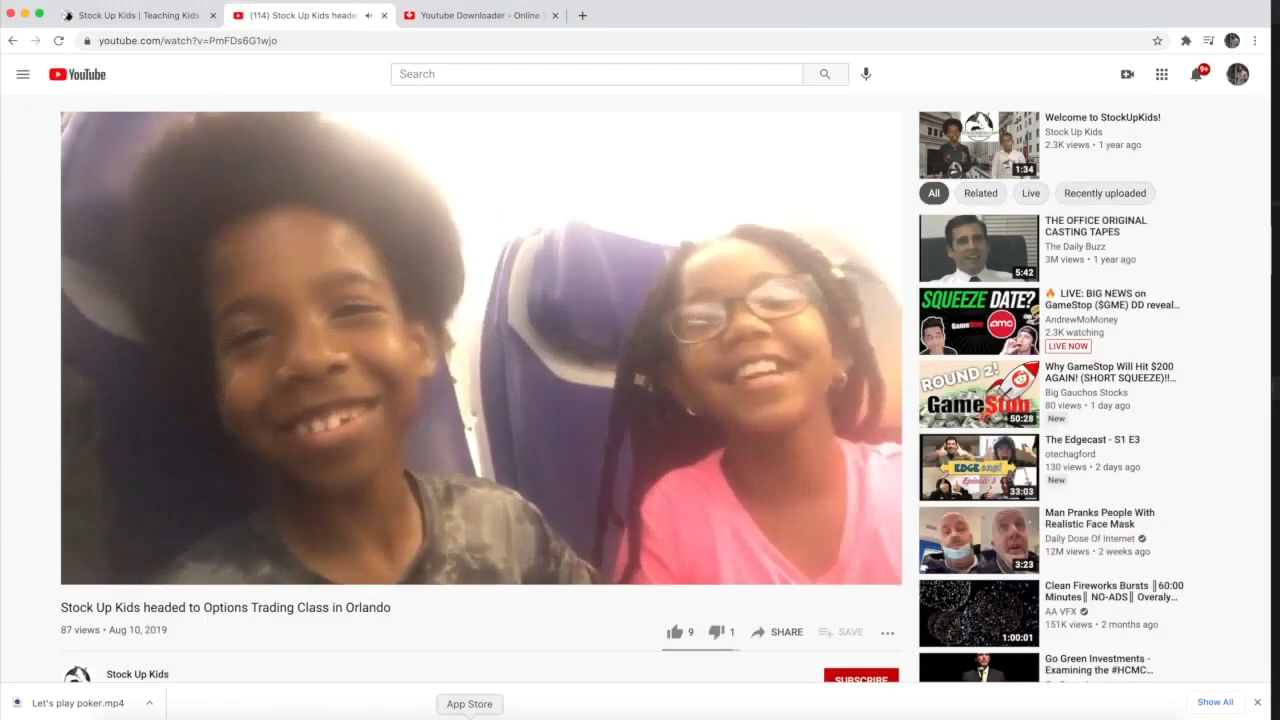 Stock Up Kids | Teaching Kids
(114) Stock Up Kids heade
Youtube Downloader - Online
youtube.com/watch?v=PmFDs6G1wjo
YouTube
Search
9+
Welcome to StockUpKids!
Stock Up Kids
2.3K views • 1 year ago
1:34
All
Related
Live
Recently uploaded
THE OFFICE ORIGINAL
CASTING TAPES
The Daily Buzz
3M views • 1 year ago
5:42
SQUEEZE DATE?
GameStop
amc
🔥 LIVE: BIG NEWS on
GameStop ($GME) DD reveal...
AndrewMoMoney
2.3K watching
LIVE NOW
ROUND 2!
GameStop
50:28
Why GameStop Will Hit $200
AGAIN! (SHORT SQUEEZE)!!...
Big Gauchos Stocks
80 views • 1 day ago
New
EDGEcast
Episode 3
33:03
The Edgecast - S1 E3
otechagford
130 views • 2 days ago
New
Man Pranks People With
Realistic Face Mask
Daily Dose Of Internet
12M views • 2 weeks ago
3:23
Clean Fireworks Bursts ║60:00
Minutes║ NO-ADS║ Overaly...
AA VFX
151K views • 2 months ago
1:00:01
Go Green Investments -
Examining the #HCMC...
Stock Up Kids headed to Options Trading Class in Orlando
87 views • Aug 10, 2019
9
1
SHARE
SAVE
Stock Up Kids
SUBSCRIBE
Let's play poker.mp4
App Store
Show All